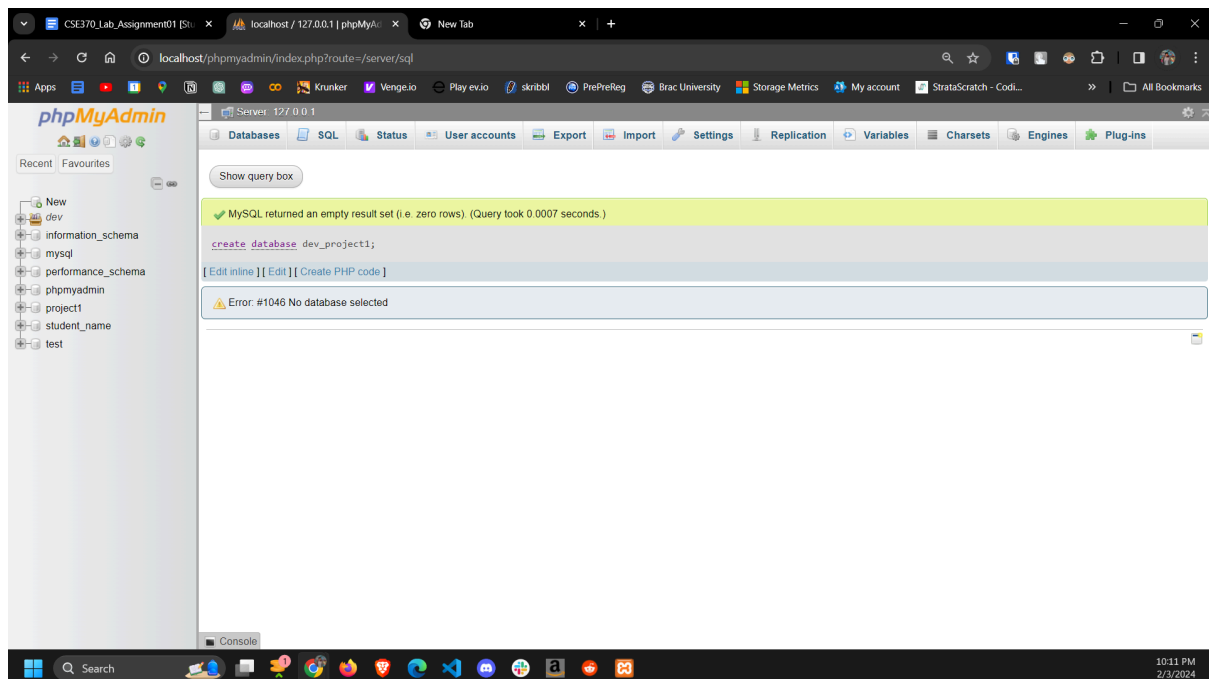 CSE370_Lab_Assignment01 [Stu
localhost / 127.0.0.1 | phpMyAd
New Tab
localhost/phpmyadmin/index.php?route=/server/sql
Apps
Krunker
Venge.io
Play ev.io
skribbl
PrePreReg
Brac University
Storage Metrics
My account
StrataScratch - Codi...
»
All Bookmarks
phpMyAdmin
Recent
Favourites
New
dev
information_schema
mysql
performance_schema
phpmyadmin
project1
student_name
test
Server: 127.0.0.1
Databases
SQL
Status
User accounts
Export
Import
Settings
Replication
Variables
Charsets
Engines
Plug-ins
Show query box
MySQL returned an empty result set (i.e. zero rows). (Query took 0.0007 seconds.)
create database dev_project1;
[ Edit inline ] [ Edit ] [ Create PHP code ]
Error: #1046 No database selected
Console
Search
10:11 PM
2/3/2024